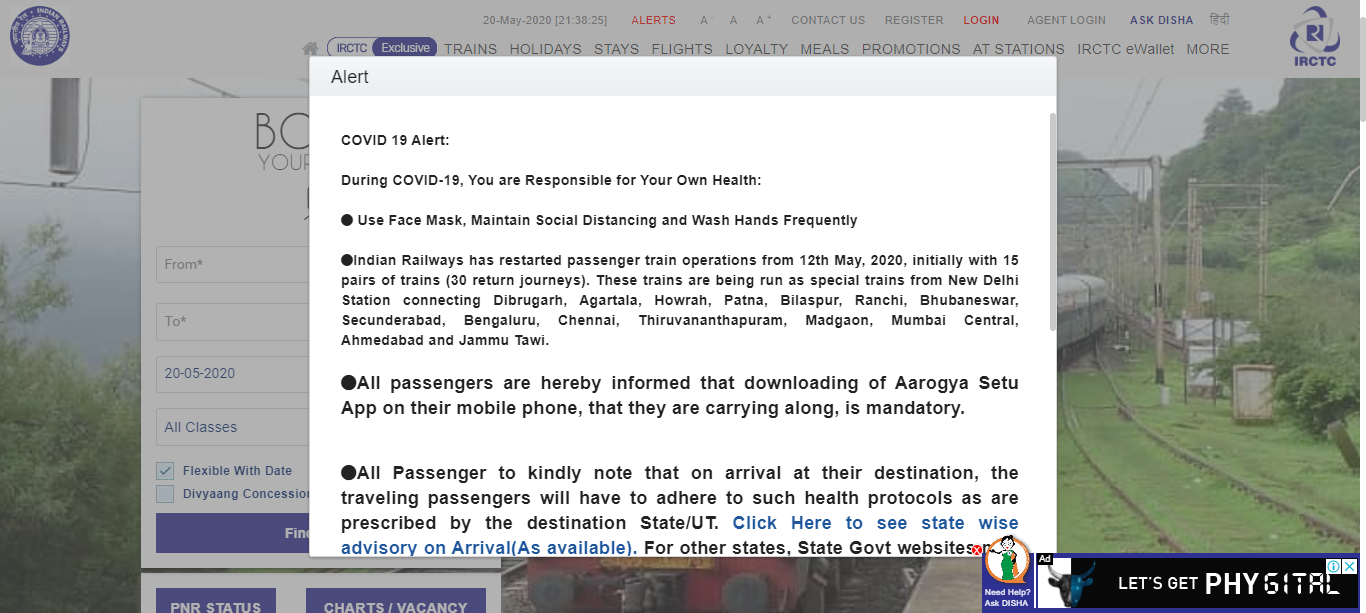 20-May-2020 [21:38:25] ALERTS A- A A+ CONTACT US REGISTER LOGIN AGENT LOGIN ASK DISHA हिंदी
IRCTC Exclusive TRAINS HOLIDAYS STAYS FLIGHTS LOYALTY MEALS PROMOTIONS AT STATIONS IRCTC eWallet MORE
INDIAN RAILWAYS
IRCTC
Alert
COVID 19 Alert:
During COVID-19, You are Responsible for Your Own Health:
● Use Face Mask, Maintain Social Distancing and Wash Hands Frequently
●Indian Railways has restarted passenger train operations from 12th May, 2020, initially with 15
pairs of trains (30 return journeys). These trains are being run as special trains from New Delhi
Station connecting Dibrugarh, Agartala, Howrah, Patna, Bilaspur, Ranchi, Bhubaneswar,
Secunderabad, Bengaluru, Chennai, Thiruvananthapuram, Madgaon, Mumbai Central,
Ahmedabad and Jammu Tawi.
●All passengers are hereby informed that downloading of Aarogya Setu
App on their mobile phone, that they are carrying along, is mandatory.
●All Passenger to kindly note that on arrival at their destination, the
traveling passengers will have to adhere to such health protocols as are
prescribed by the destination State/UT. Click Here to see state wise
advisory on Arrival(As available). For other states, State Govt websites
BO
YOUR
From*
To*
20-05-2020
All Classes
Flexible With Date
Divyaang Concession
Find
PNR STATUS
CHARTS / VACANCY
Need Help?
Ask DISHA
Ad
LET'S GET PHYGITAL